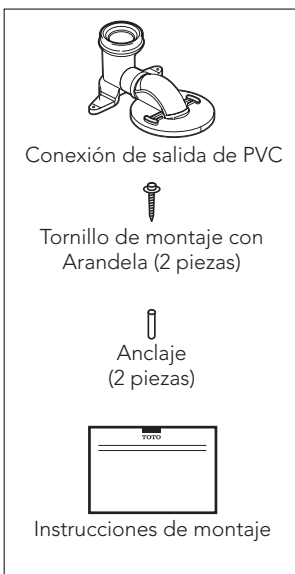 Conexión de salida de PVC
Tornillo de montaje con
Arandela (2 piezas)
Anclaje
(2 piezas)
TOTO
Instrucciones de montaje